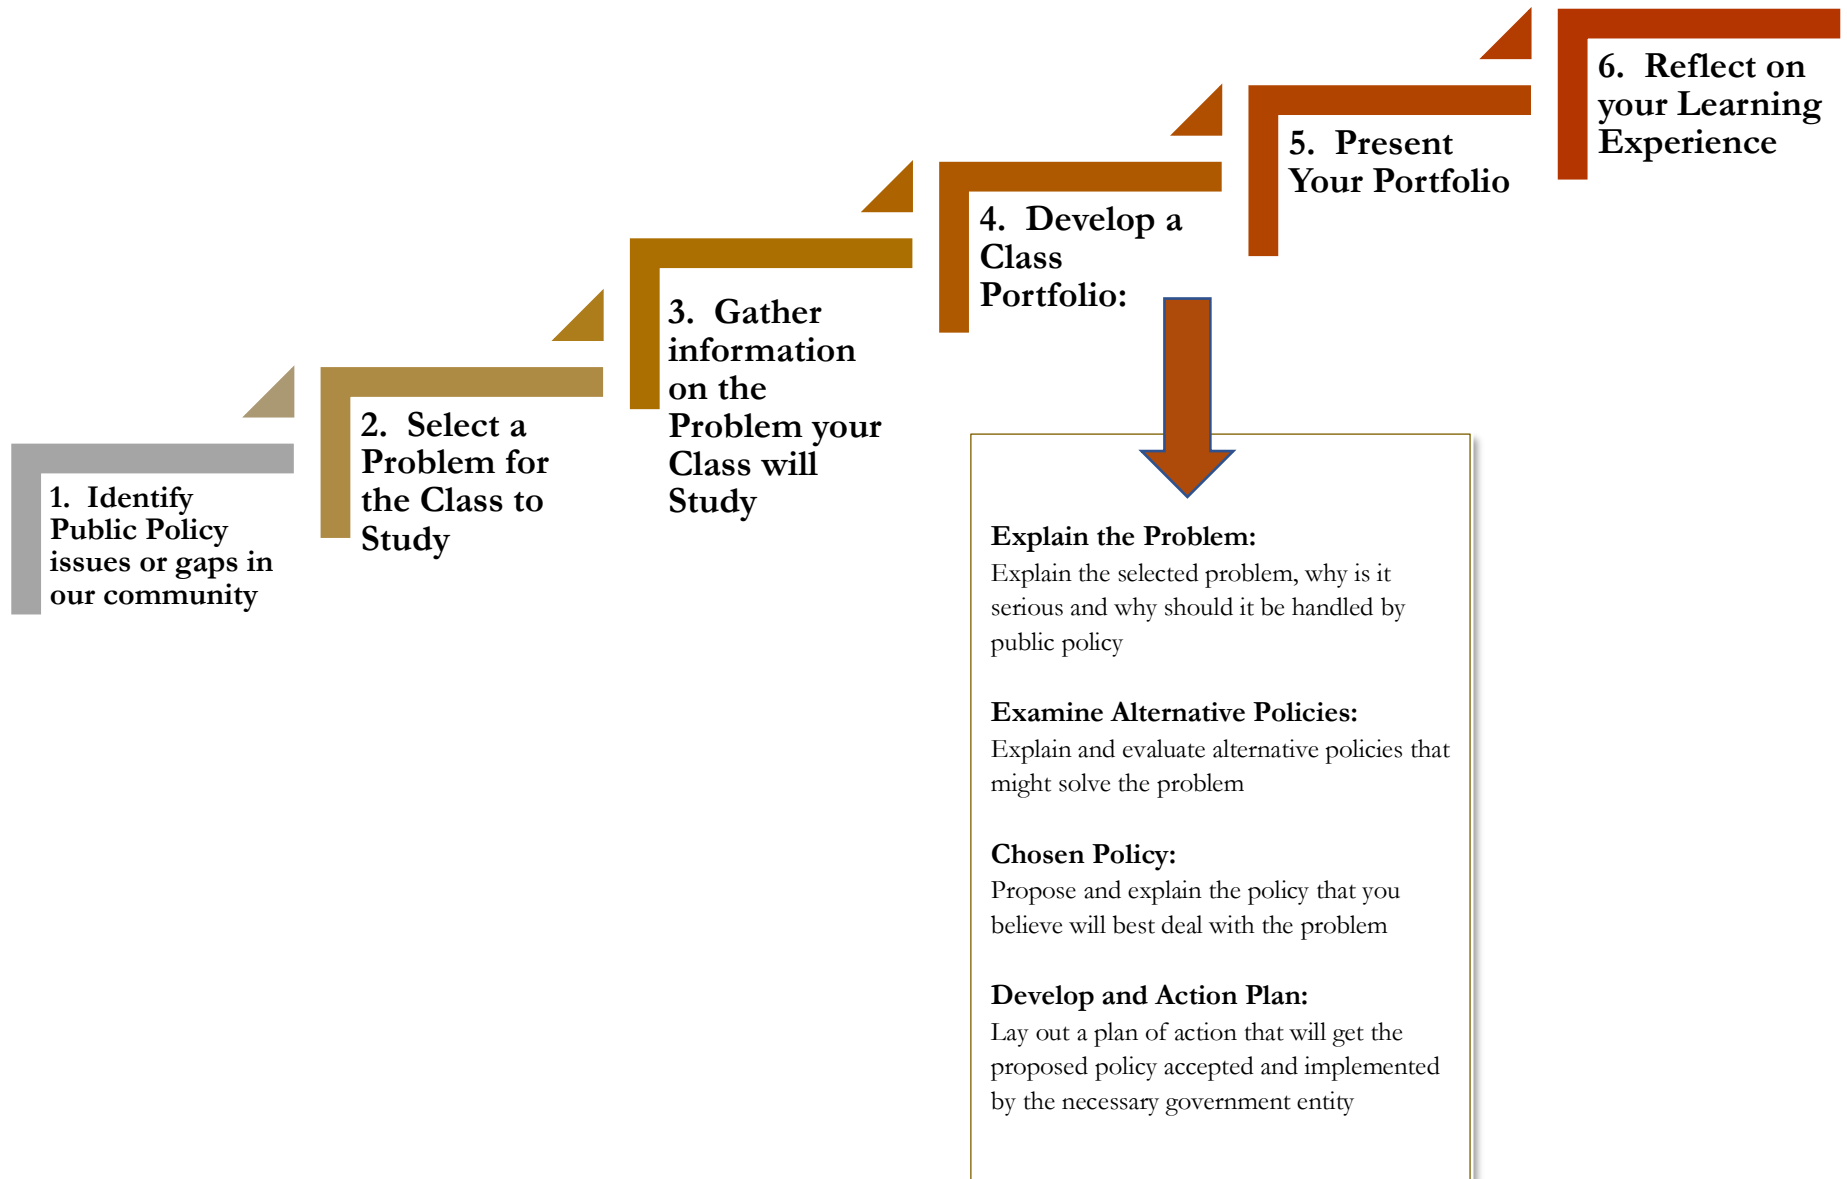 1. Identify
Public Policy
issues or gaps in
our community
2. Select a
Problem for
the Class to
Study
3. Gather
information
on the
Problem your
Class will
Study
4. Develop a
Class
Portfolio:
5. Present
Your Portfolio
6. Reflect on
your Learning
Experience
Explain the Problem:
Explain the selected problem, why is it
serious and why should it be handled by
public policy
Examine Alternative Policies:
Explain and evaluate alternative policies that
might solve the problem
Chosen Policy:
Propose and explain the policy that you
believe will best deal with the problem
Develop and Action Plan:
Lay out a plan of action that will get the
proposed policy accepted and implemented
by the necessary government entity